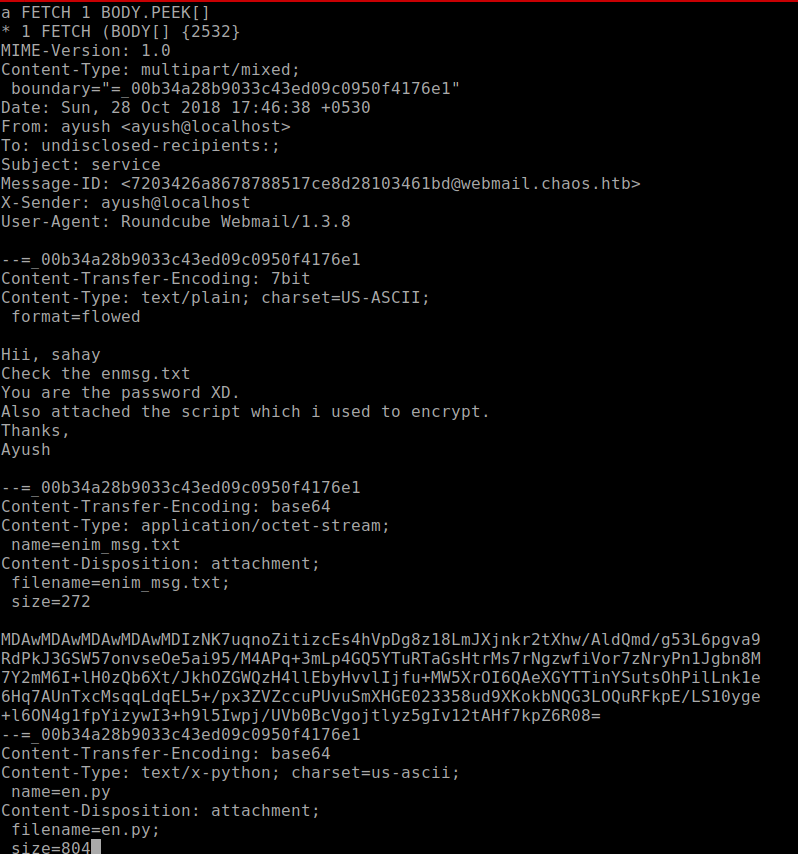 a FETCH 1 BODY.PEEK[]
* 1 FETCH (BODY[] {2532}
MIME-Version: 1.0
Content-Type: multipart/mixed;
 boundary="=_00b34a28b9033c43ed09c0950f4176e1"
Date: Sun, 28 Oct 2018 17:46:38 +0530
From: ayush <ayush@localhost>
To: undisclosed-recipients:;
Subject: service
Message-ID: <7203426a8678788517ce8d28103461bd@webmail.chaos.htb>
X-Sender: ayush@localhost
User-Agent: Roundcube Webmail/1.3.8

--=_00b34a28b9033c43ed09c0950f4176e1
Content-Transfer-Encoding: 7bit
Content-Type: text/plain; charset=US-ASCII;
 format=flowed

Hii, sahay
Check the enmsg.txt
You are the password XD.
Also attached the script which i used to encrypt.
Thanks,
Ayush

--=_00b34a28b9033c43ed09c0950f4176e1
Content-Transfer-Encoding: base64
Content-Type: application/octet-stream;
 name=enim_msg.txt
Content-Disposition: attachment;
 filename=enim_msg.txt;
 size=272

MDAwMDAwMDAwMDAwMDIzNK7uqnoZitizcEs4hVpDg8z18LmJXjnkr2tXhw/AldQmd/g53L6pgva9
RdPkJ3GSW57onvseOe5ai95/M4APq+3mLp4GQ5YTuRTaGsHtrMs7rNgzwfiVor7zNryPn1Jgbn8M
7Y2mM6I+lH0zQb6Xt/JkhOZGWQzH4llEbyHvvlIjfu+MW5XrOI6QAeXGYTTinYSutsOhPilLnk1e
6Hq7AUnTxcMsqqLdqEL5+/px3ZVZccuPUvuSmXHGE023358ud9XKokbNQG3LOQuRFkpE/LS10yge
+l6ON4g1fpYizywI3+h9l5Iwpj/UVb0BcVgojtlyz5gIv12tAHf7kpZ6R08=
--=_00b34a28b9033c43ed09c0950f4176e1
Content-Transfer-Encoding: base64
Content-Type: text/x-python; charset=us-ascii;
 name=en.py
Content-Disposition: attachment;
 filename=en.py;
 size=804